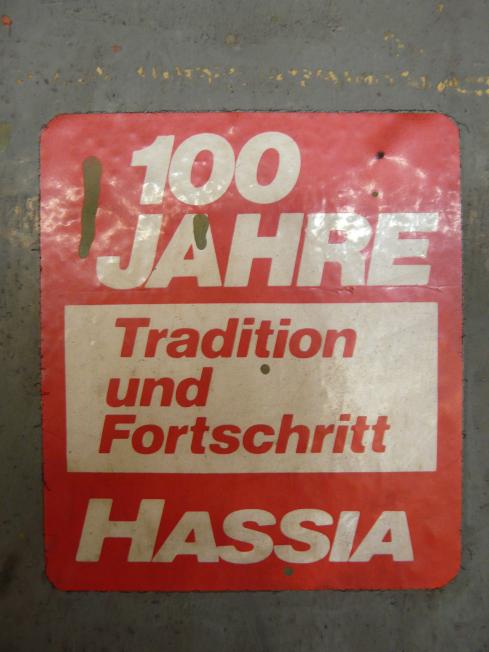 100
JAHRE
Tradition
und
Fortschritt
HASSIA